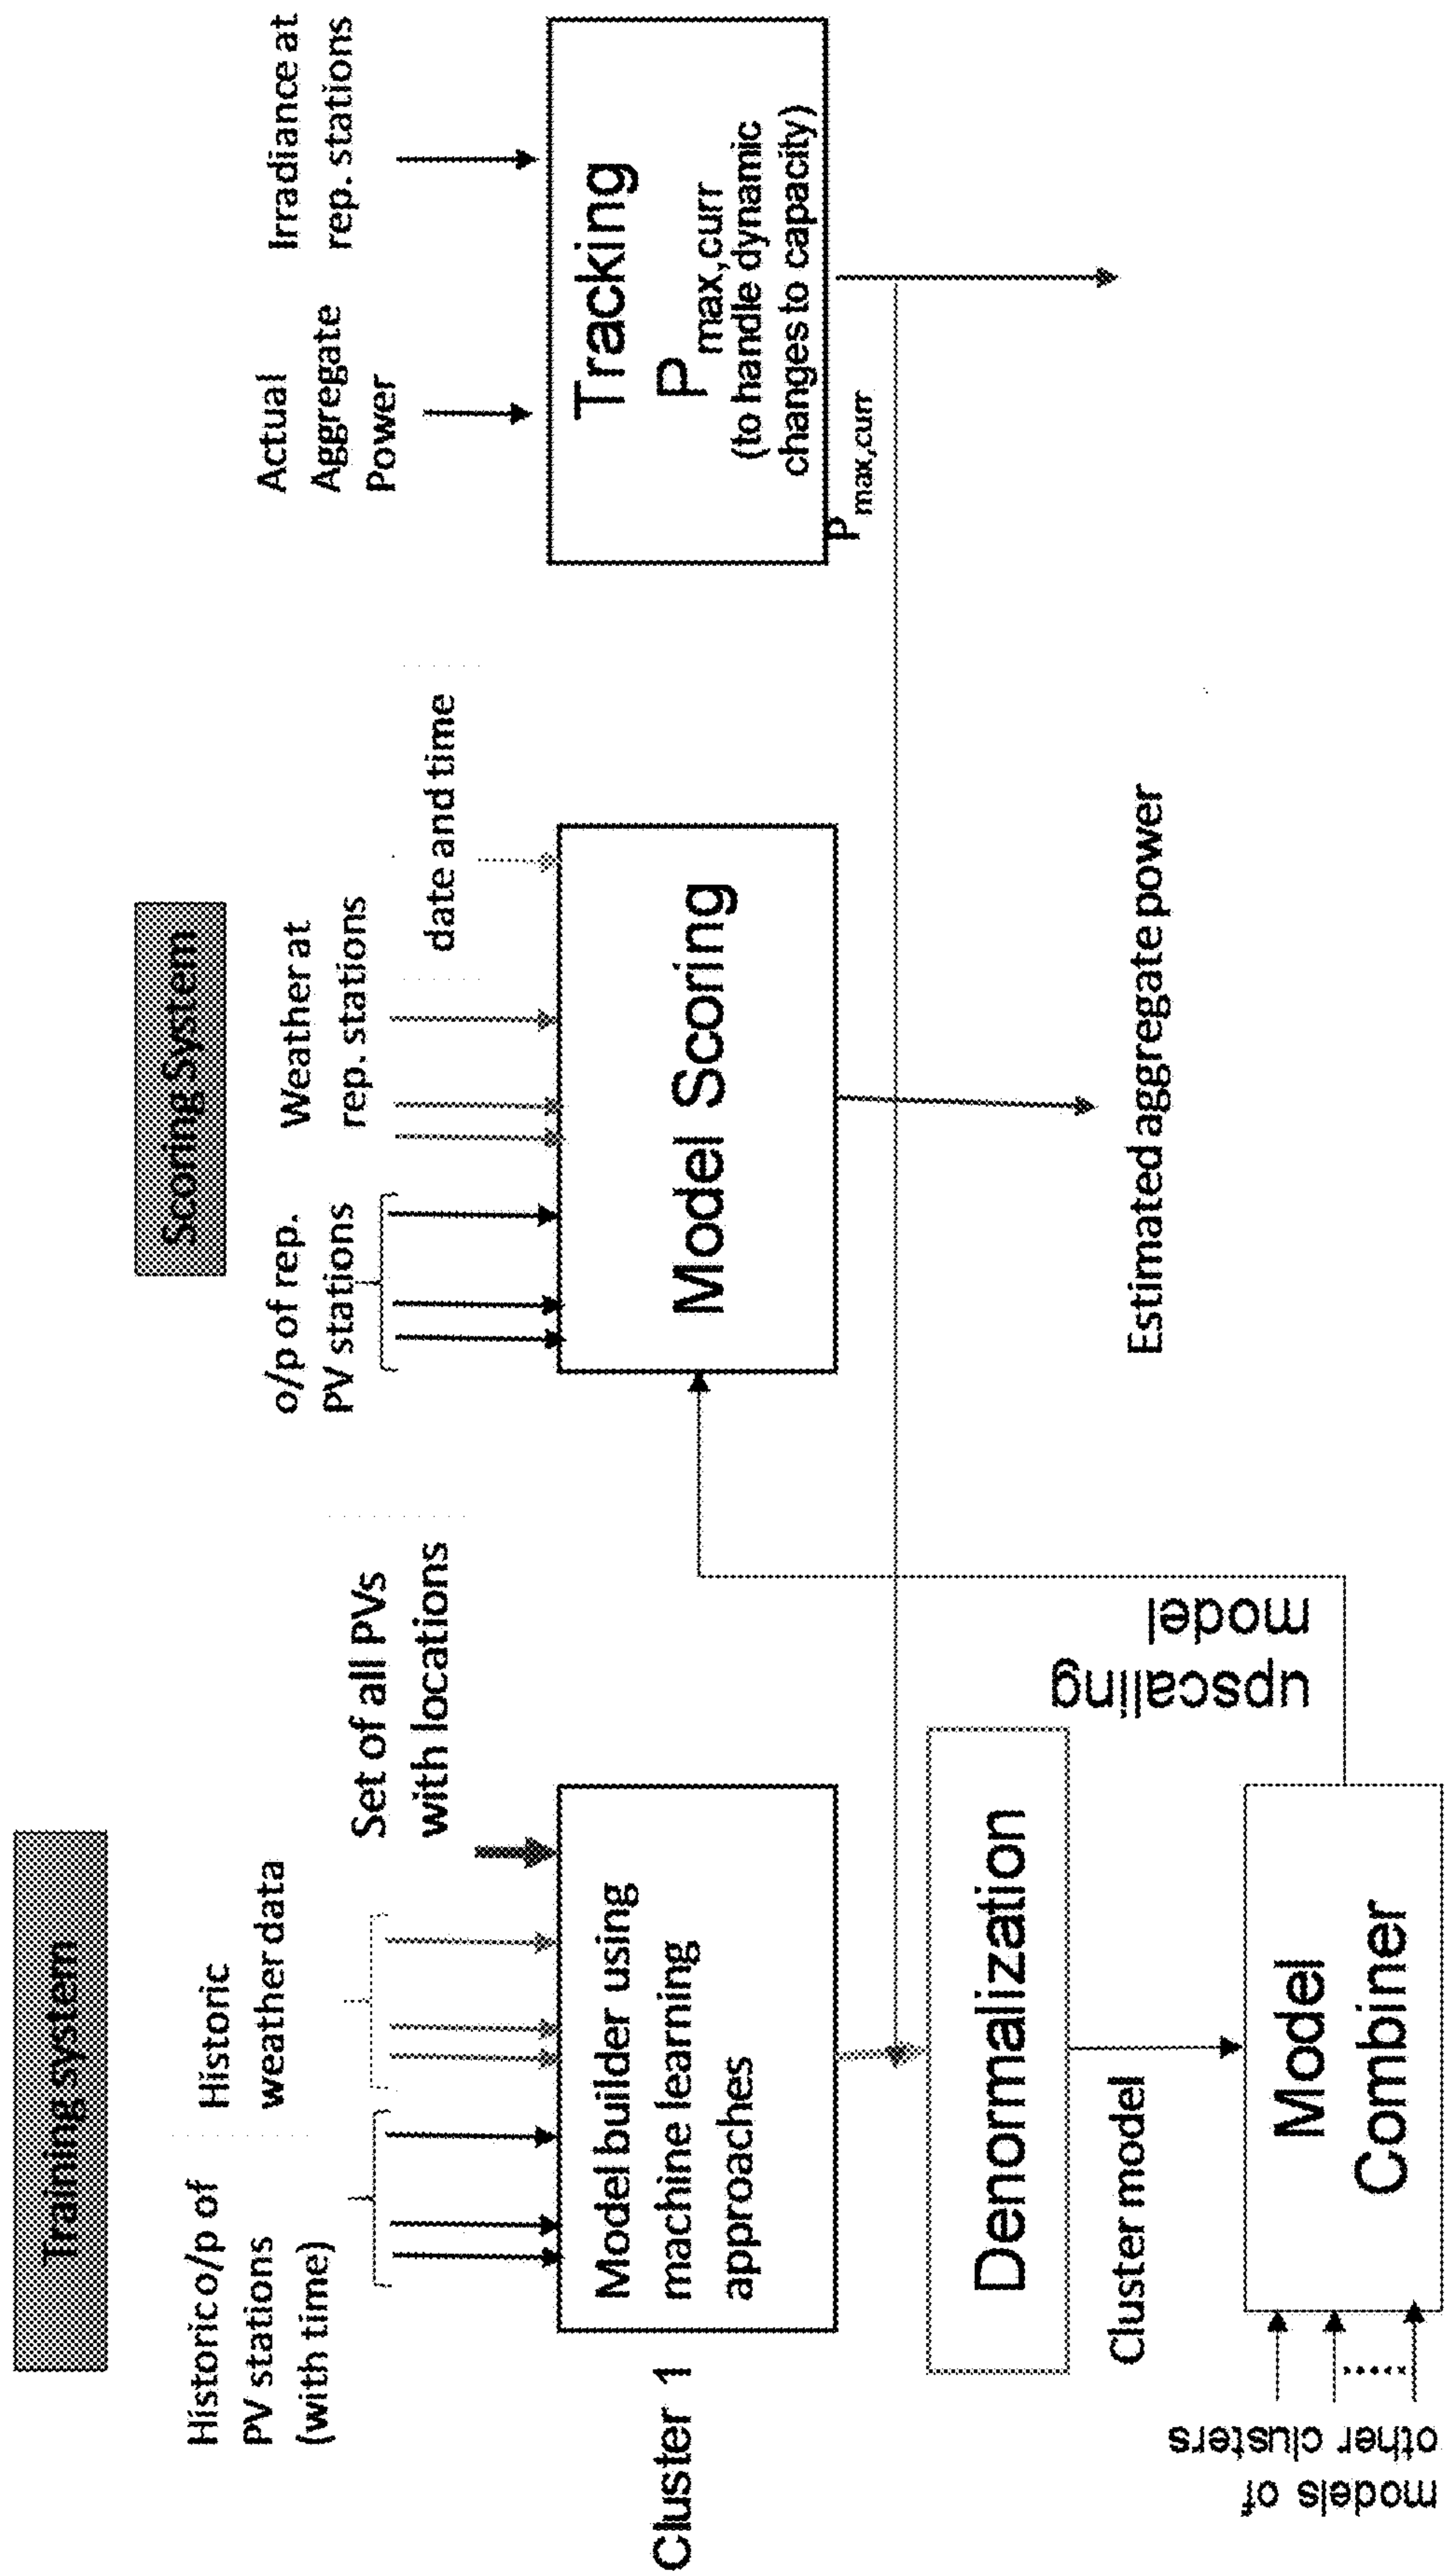 Training system
Historic o/p of
PV stations
(with time)
Historic
weather data
Set of all PVs
with locations
Cluster 1
Model builder using
machine learning
approaches
Denormalization
Cluster model
models of
other clusters
Model
Combiner
upscaling
model
Scoring System
o/p of rep.
PV stations
Weather at
rep. stations
date and time
Model Scoring
Estimated aggregate power
Actual
Aggregate
Power
Irradiance at
rep. stations
Tracking
P max,curr
(to handle dynamic
changes to capacity)
P max,curr